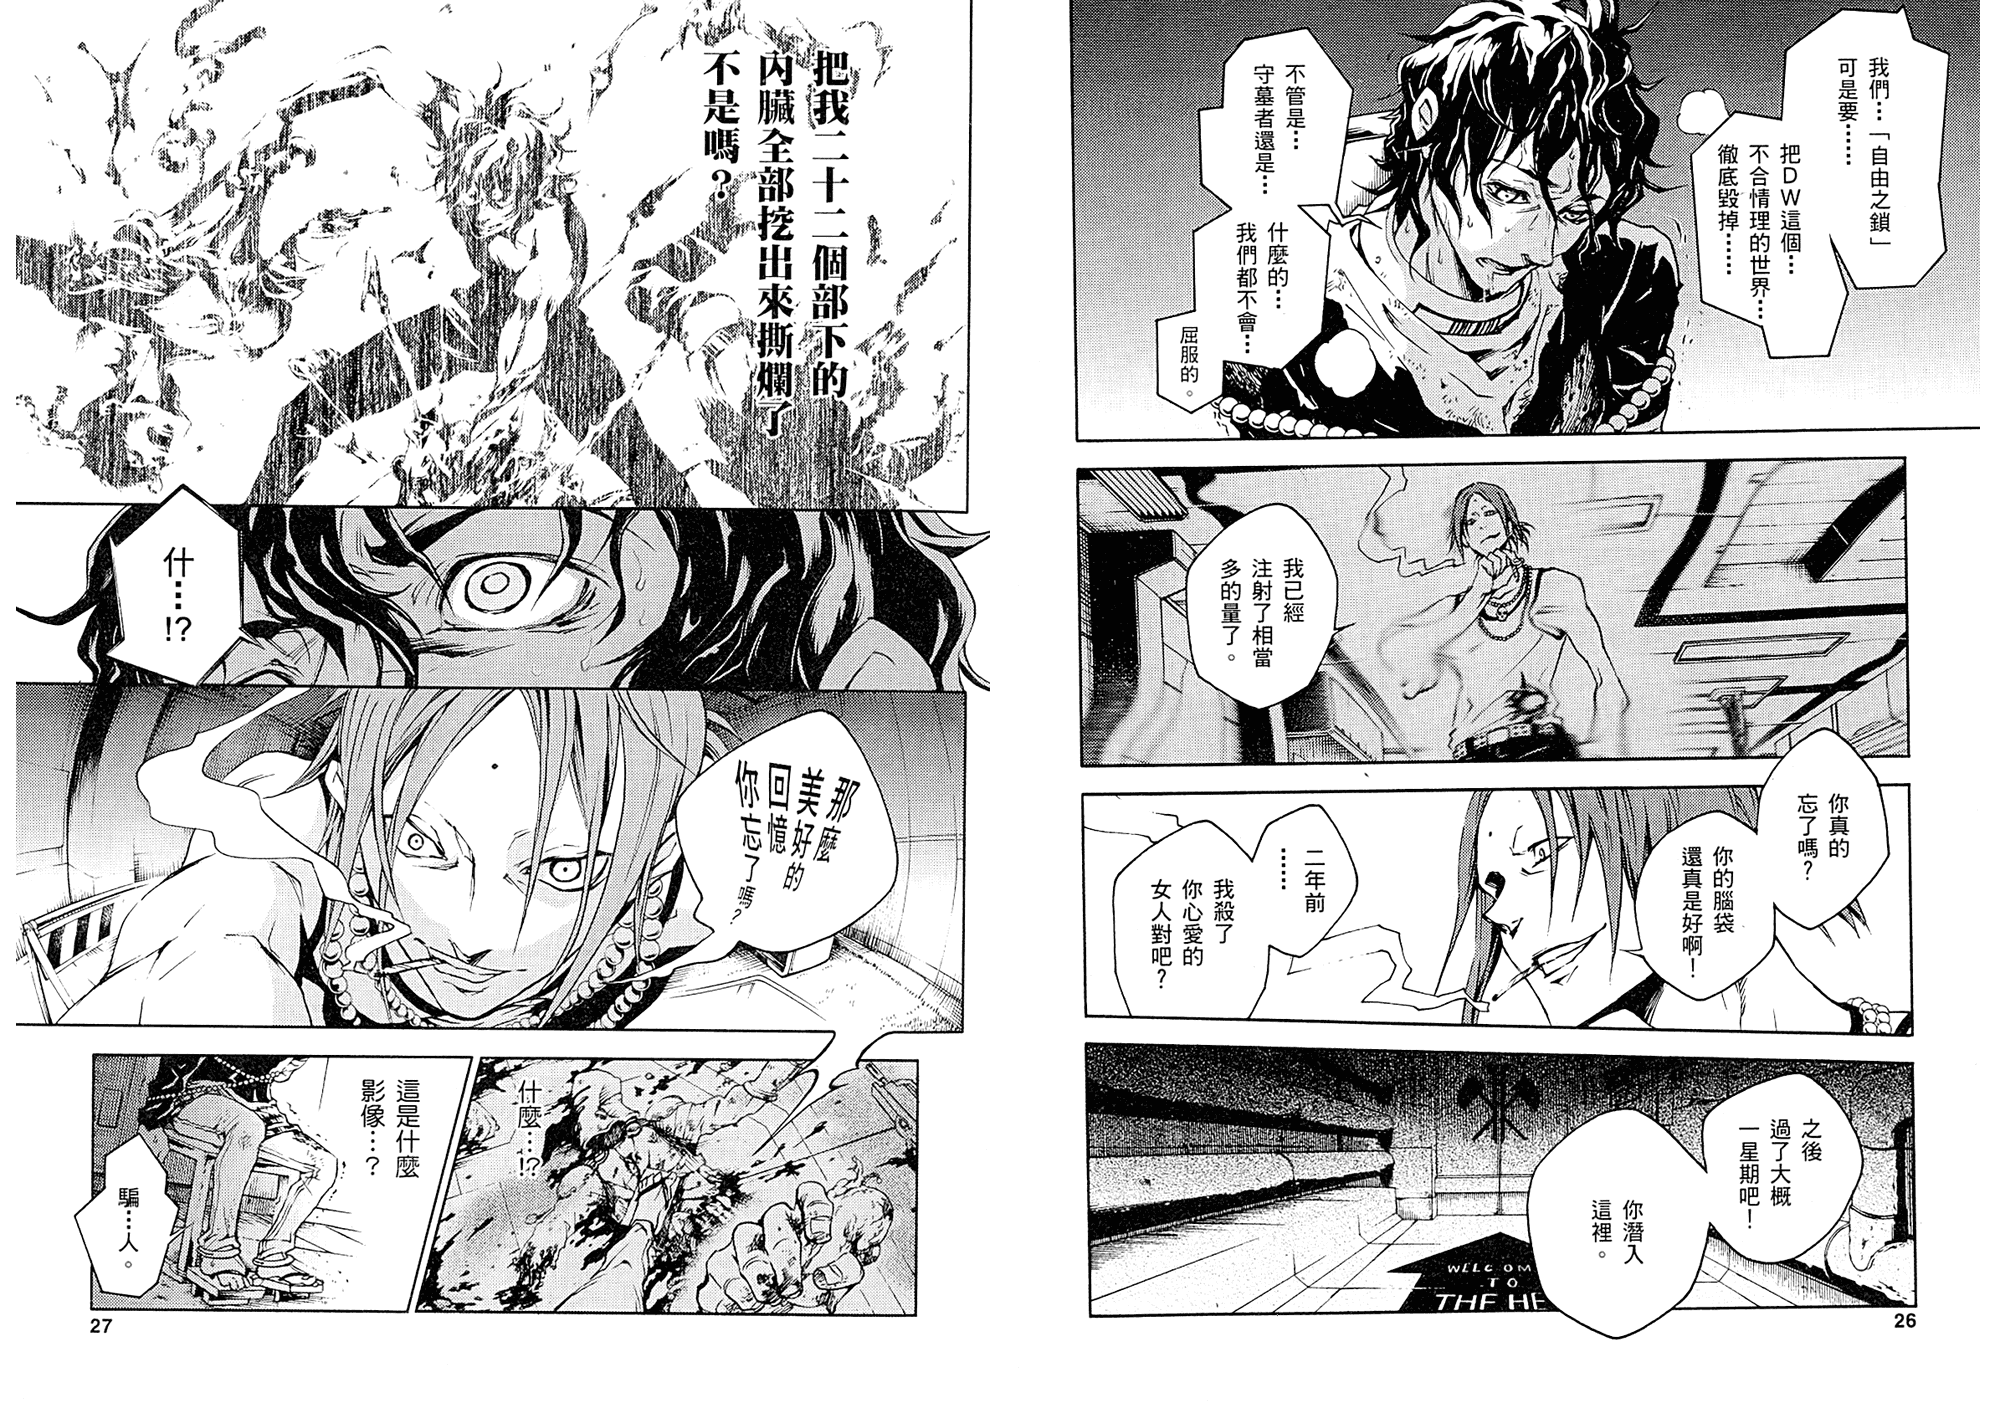 我們⋯「自由之鎖」
可是要⋯⋯
把DW這個⋯
不合情理的世界⋯
徹底毀掉⋯⋯
不管是⋯
守墓者還是⋯
什麼的⋯
我們都不會⋯
屈服的。
我已經
注射了相當
多的量了。
你真的
忘了嗎?
你的腦袋
還真是好啊!
二年前
⋯⋯
我殺了
你心愛的
女人對吧?
之後
過了大概
一星期吧!
你潛入
這裡。
WELCOM
TO
THE HE
26
把我二十二個部下的
內臟全部挖出來撕爛了
不是嗎?
什⋯!?
那麼
美好的
回憶
你忘了嗎?
什麼⋯!?
這是什麼
影像⋯?
騙⋯人。
27